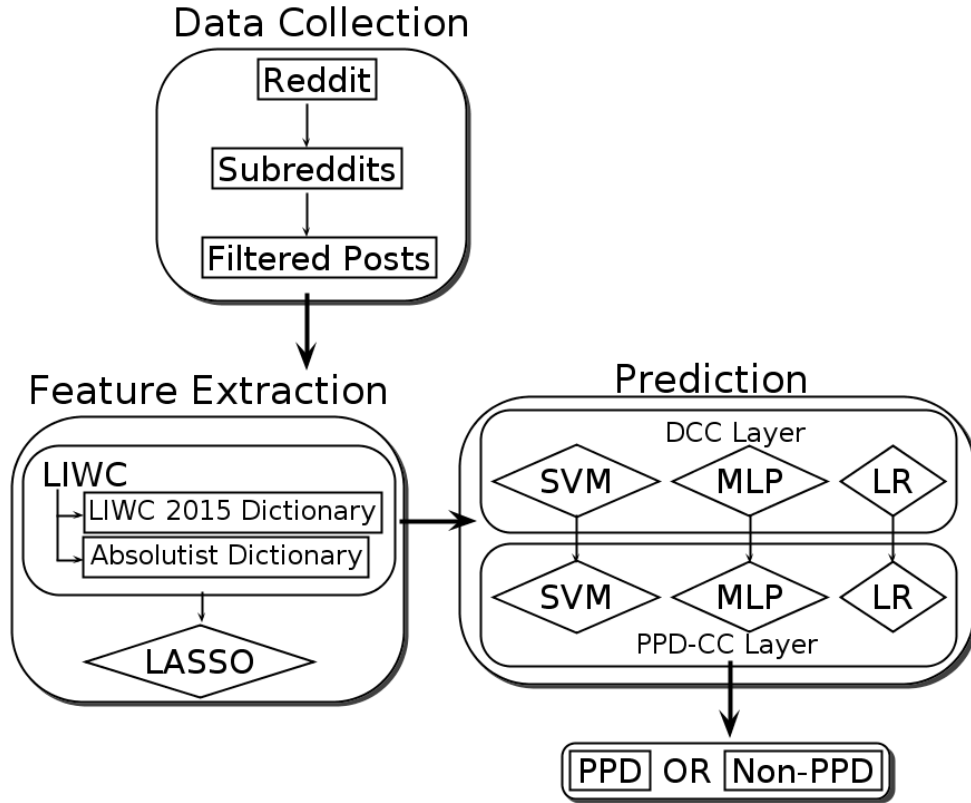 Data Collection
Reddit
Subreddits
Filtered Posts
Feature Extraction
LIWC
LIWC 2015 Dictionary
Absolutist Dictionary
LASSO
Prediction
DCC Layer
SVM MLP LR
SVM MLP LR
PPD-CC Layer
PPD OR Non-PPD